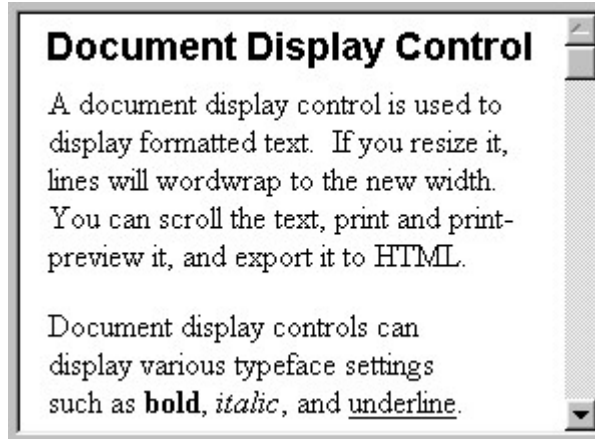 Document Display Control
A document display control is used to
display formatted text.  If you resize it,
lines will wordwrap to the new width.
You can scroll the text, print and print-
preview it, and export it to HTML.
Document display controls can
display various typeface settings
such as bold, italic, and underline.